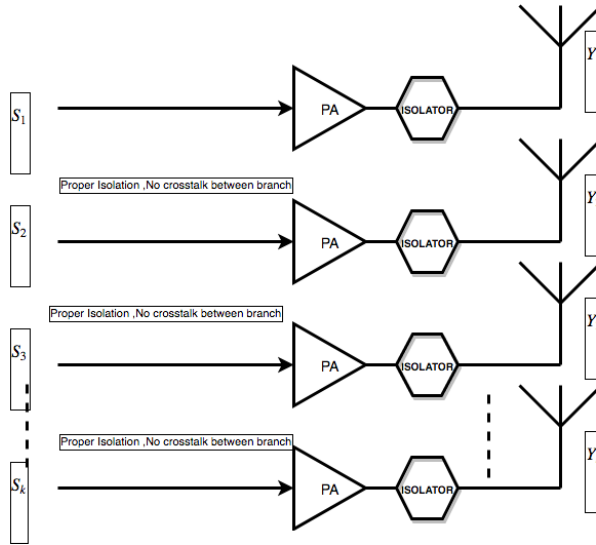 S1
PA
ISOLATOR
Y
Proper Isolation ,No crosstalk between branch
S2
PA
ISOLATOR
Y
Proper Isolation ,No crosstalk between branch
S3
PA
ISOLATOR
Y
Proper Isolation ,No crosstalk between branch
Sk
PA
ISOLATOR
Y